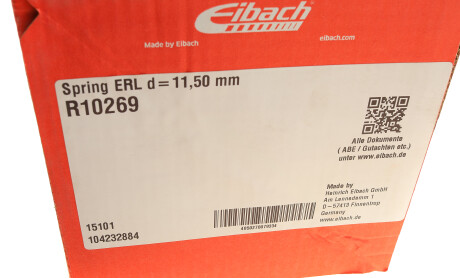 Eibach
Made by Eibach
eibach.com
Spring ERL d=11,50 mm
R10269
Alle Dokumente
( ABE / Gutachten etc.)
unter www.eibach.de
Made by
Heinrich Eibach GmbH
Am Lennedamm 1
D-57413 Finnentrop
Germany
www.eibach.de
15101
104232884